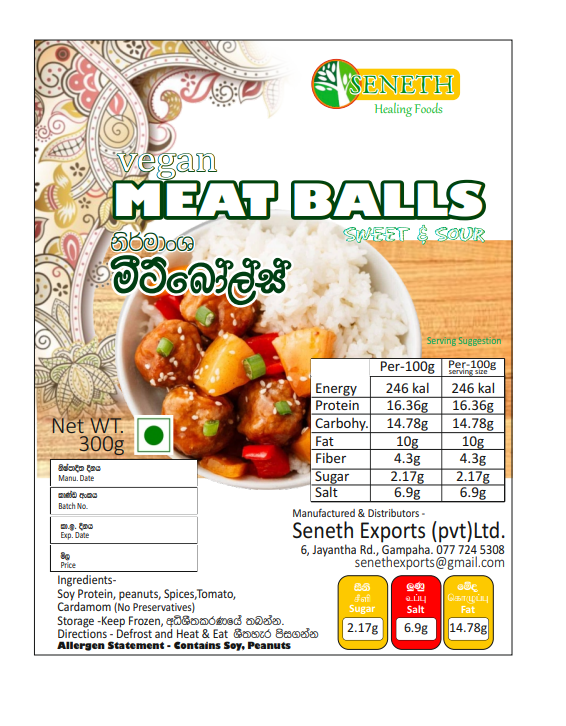 SENETH
Healing Foods
vegan
MEAT BALLS
SWEET & SOUR
නිර්මාංශ
මීට්බෝල්ස්
Serving Suggestion
Per-100g Per-100g serving size
Energy 246 kal 246 kal
Protein 16.36g 16.36g
Carbohy. 14.78g 14.78g
Fat 10g 10g
Fiber 4.3g 4.3g
Sugar 2.17g 2.17g
Salt 6.9g 6.9g
Net WT.
300g
නිෂ්පාදිත දිනය
Manu. Date
කාණ්ඩ අංකය
Batch No.
කා.ඉ. දිනය
Exp. Date
මිල
Price
Manufactured & Distributors -
Seneth Exports (pvt)Ltd.
6, Jayantha Rd., Gampaha. 077 724 5308
senethexports@gmail.com
Ingredients-
Soy Protein, peanuts, Spices,Tomato,
Cardamom (No Preservatives)
Storage -Keep Frozen, අධිශීතකරණයේ තබන්න.
Directions - Defrost and Heat & Eat ශීතහැර පිසගන්න
Allergen Statement - Contains Soy, Peanuts
සීනි
சீனி
Sugar
2.17g
ලුණු
உப்பு
Salt
6.9g
මේද
கொழுப்பு
Fat
14.78g